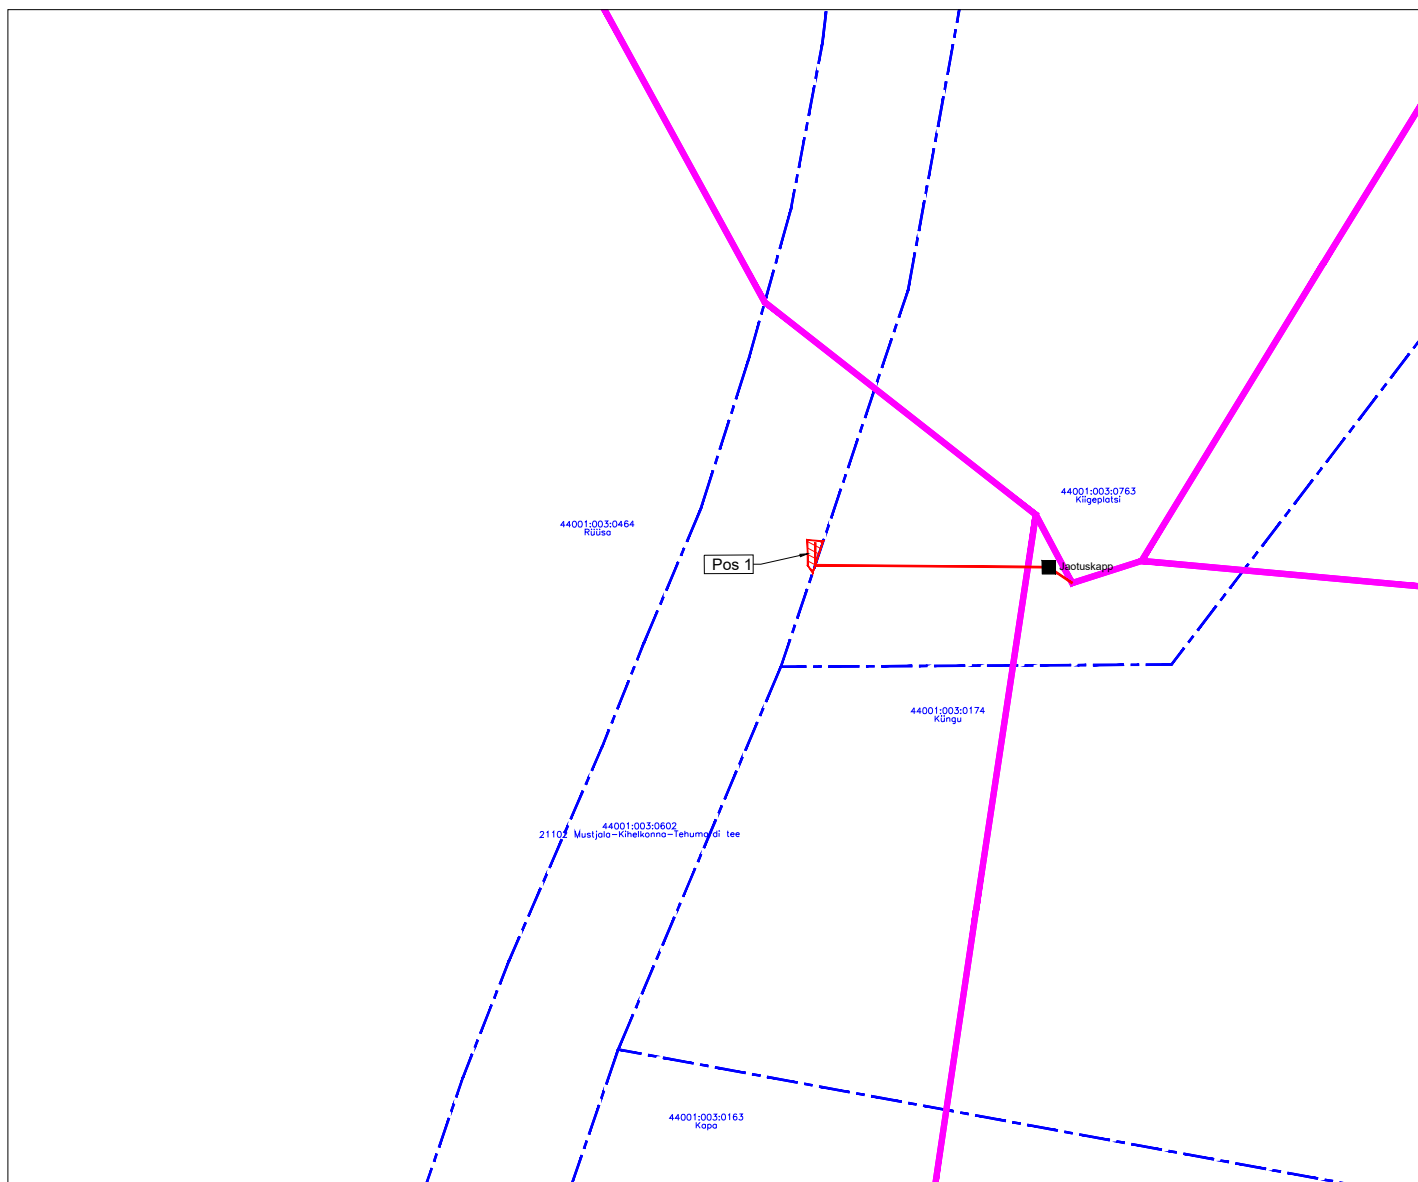 44001:003:0763
Kiigeplatsi
44001:003:0464
Rüüsa
Pos 1
Jaotuskapp
44001:003:0174
Küngu
44001:003:0602
21102 Mustjala-Kihelkonna-Tehumardi tee
44001:003:0163
Kapa